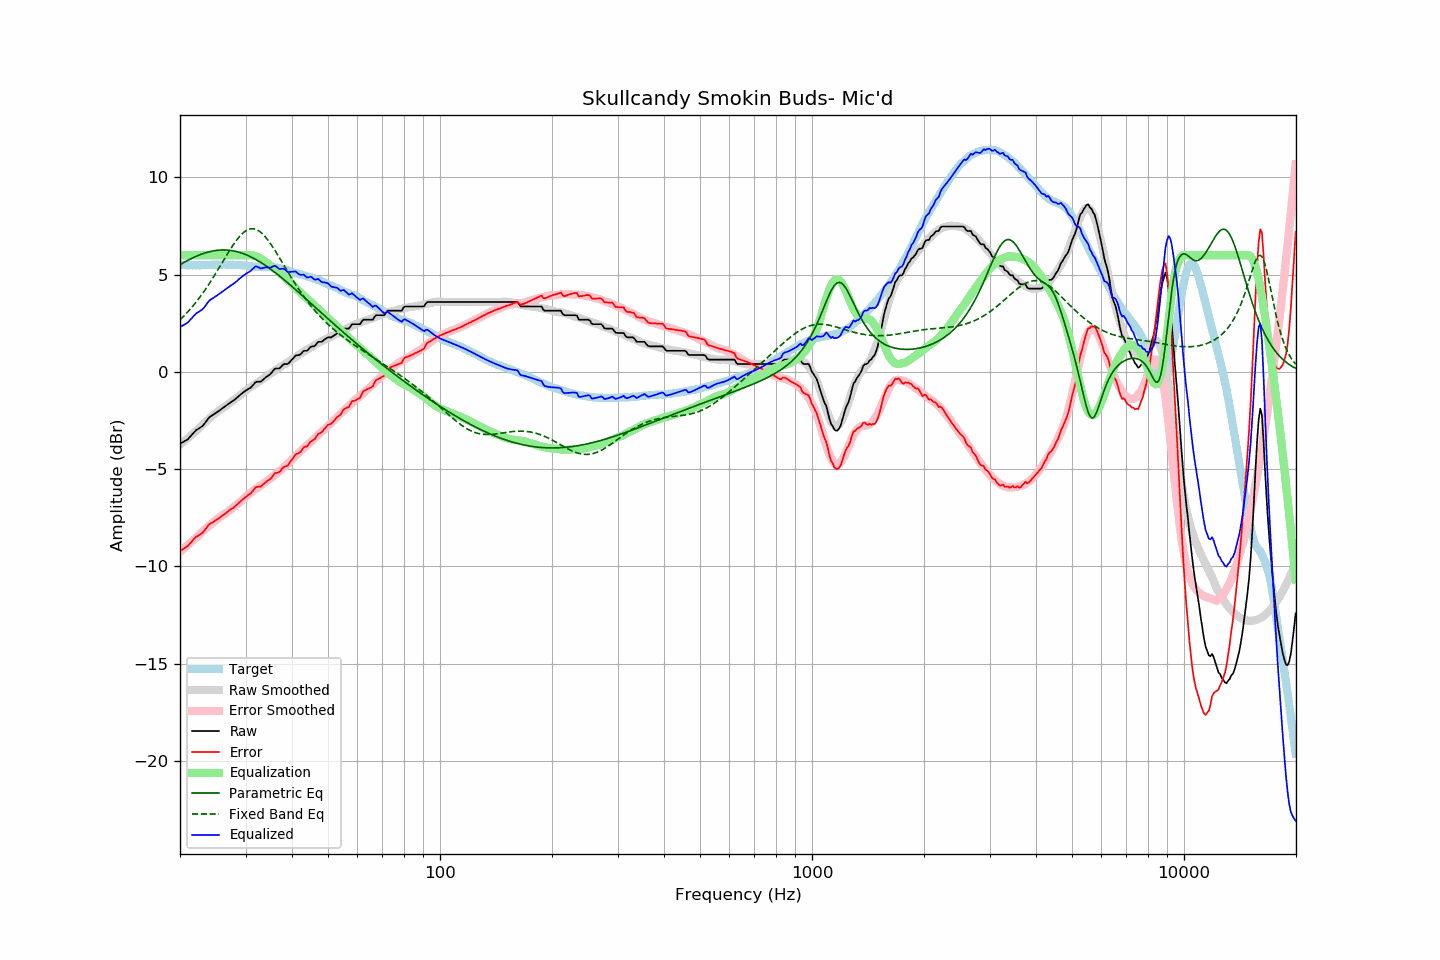 Skullcandy Smokin Buds- Mic'd
10
5
0
−5
−10
−15
−20
Amplitude (dBr)
Target
Raw Smoothed
Error Smoothed
Raw
Error
Equalization
Parametric Eq
Fixed Band Eq
Equalized
100
1000
10000
Frequency (Hz)